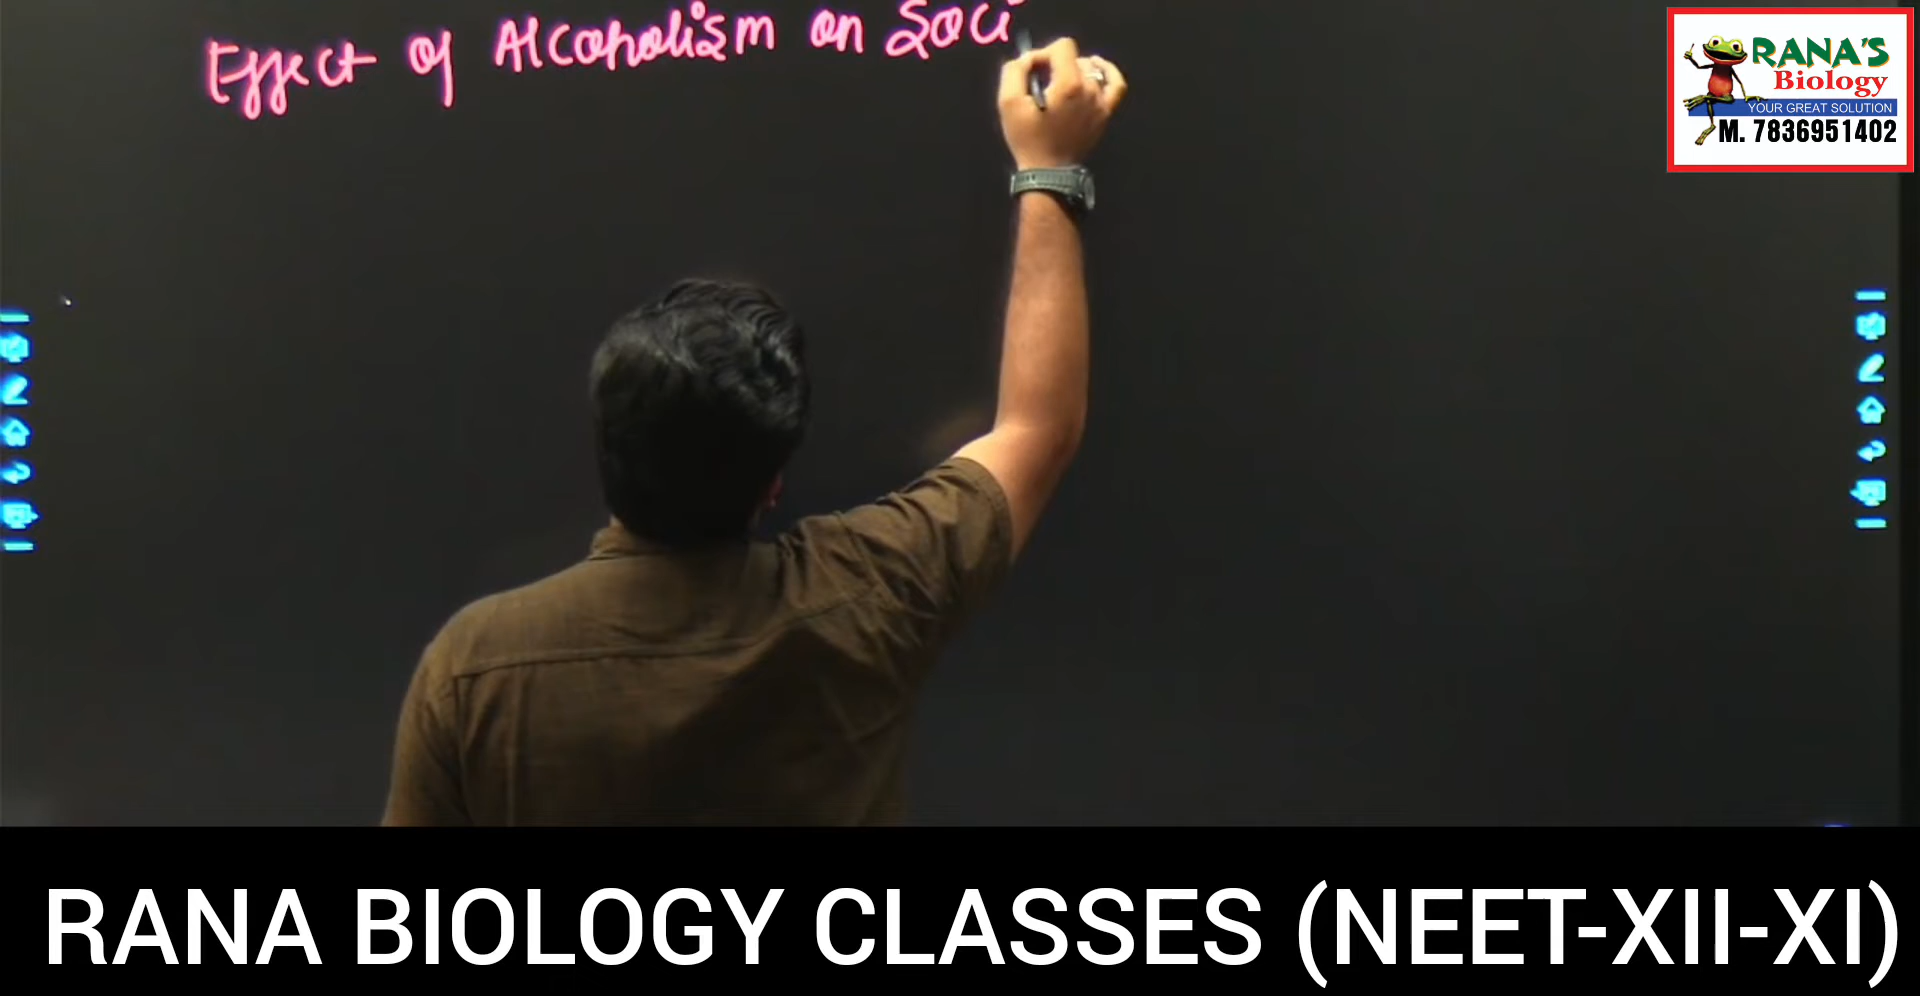 Effect of Alcoholism on Soci
RANA'S
Biology
YOUR GREAT SOLUTION
M. 7836951402
RANA BIOLOGY CLASSES (NEET-XII-XI)